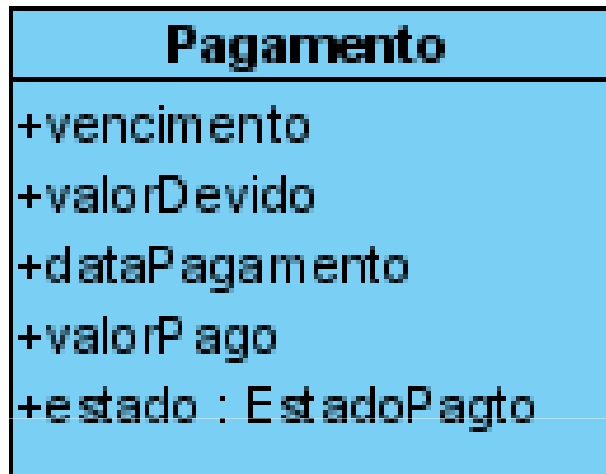 Pagamento
+vencimento
+valorDevido
+dataPagamento
+valorPago
+estado : EstadoPagto